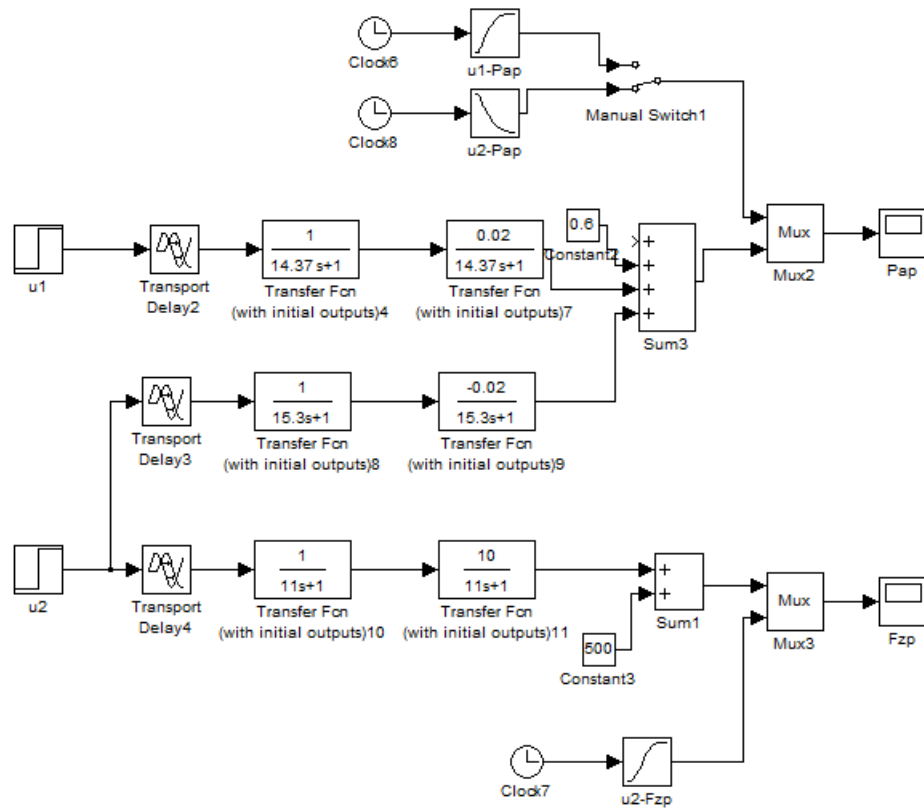 Clock6
u1-Pap
Clock8
u2-Pap
Manual Switch1
u1
Transport
Delay2
1
14.37s+1
Transfer Fcn
(with initial outputs)4
0.02
14.37s+1
Transfer Fcn
(with initial outputs)7
0.6
Constant2
+
+
+
+
Sum3
Mux
Mux2
Pap
Transport
Delay3
1
15.3s+1
Transfer Fcn
(with initial outputs)8
-0.02
15.3s+1
Transfer Fcn
(with initial outputs)9
u2
Transport
Delay4
1
11s+1
Transfer Fcn
(with initial outputs)10
10
11s+1
Transfer Fcn
(with initial outputs)11
+
+
Sum1
500
Constant3
Mux
Mux3
Fzp
Clock7
u2-Fzp